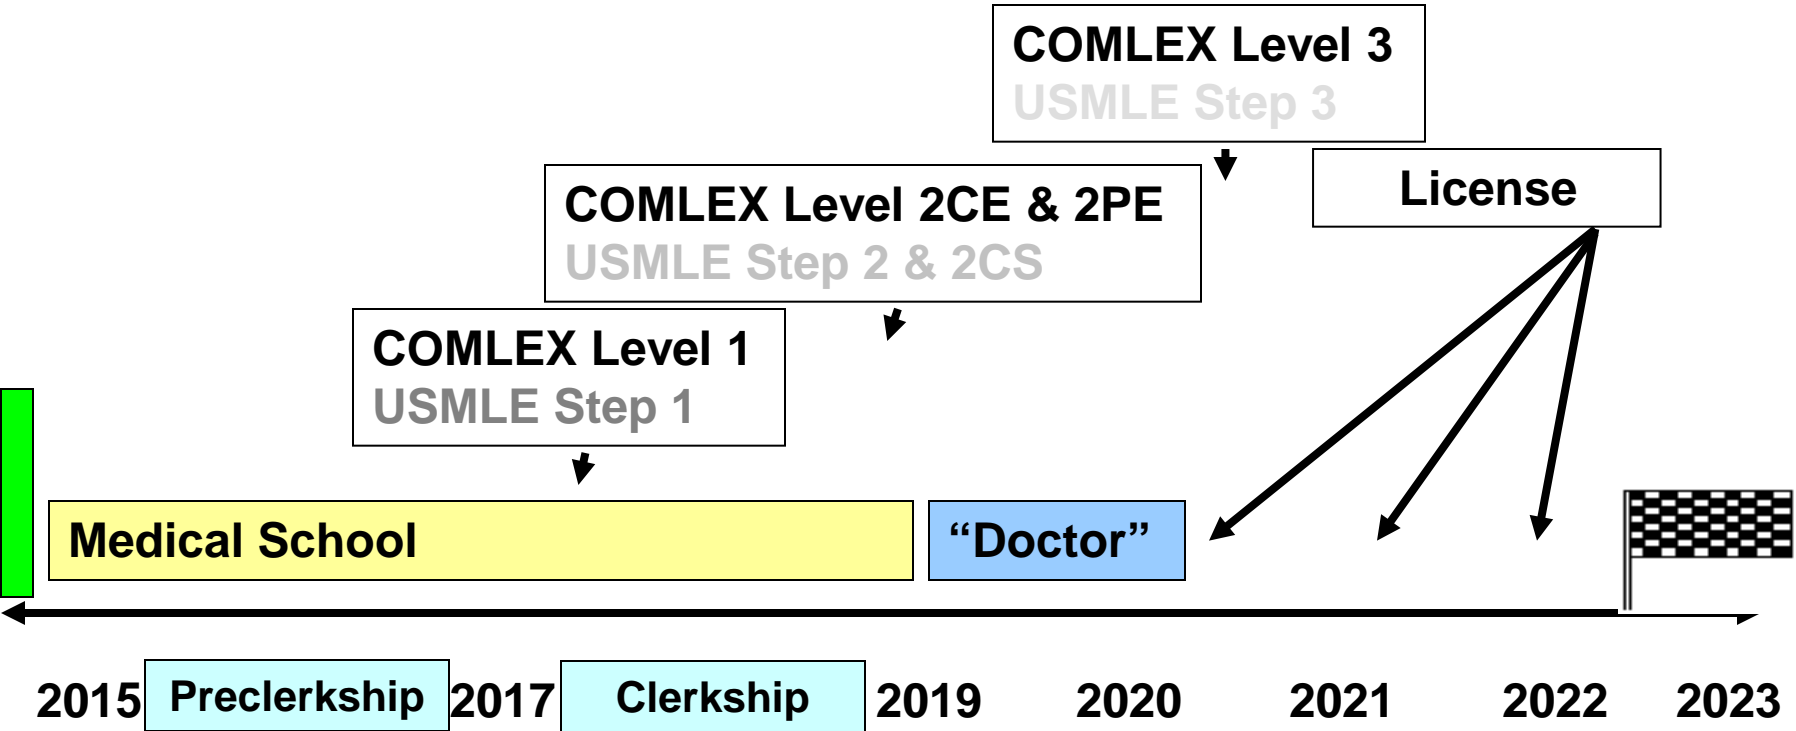 COMLEX Level 3
USMLE Step 3
License
COMLEX Level 2CE & 2PE
USMLE Step 2 & 2CS
COMLEX Level 1
USMLE Step 1
Medical School
“Doctor”
2015 Preclerkship 2017 Clerkship 2019 2020 2021 2022 2023